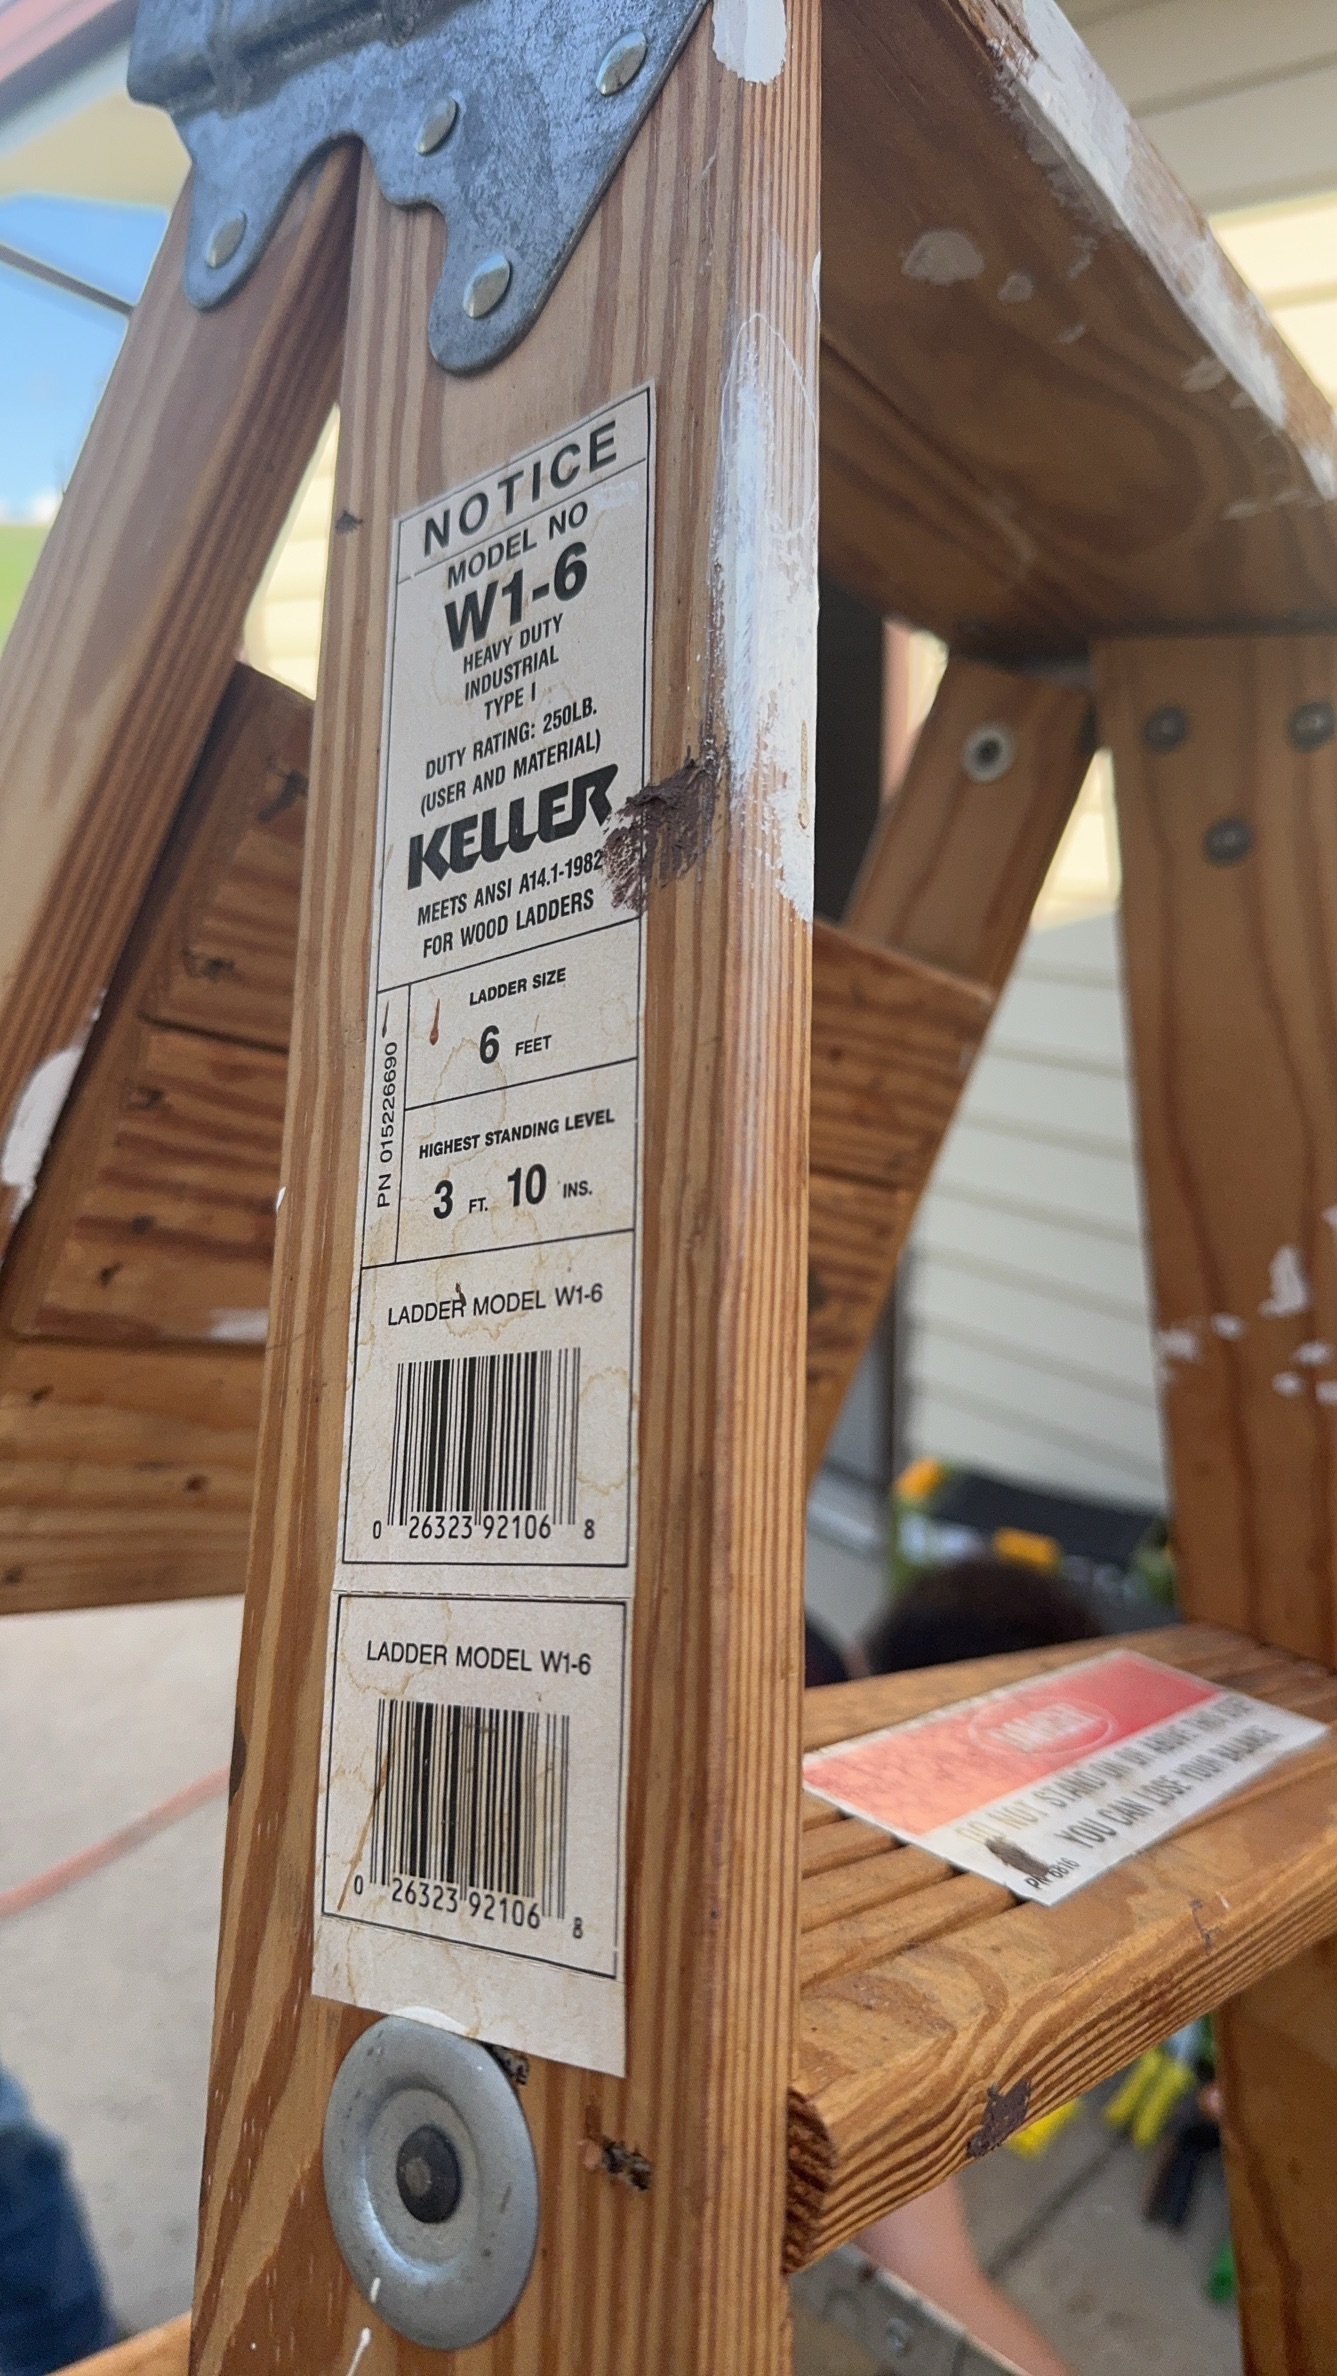 NOTICE
MODEL NO
W1-6
HEAVY DUTY
INDUSTRIAL
TYPE I
DUTY RATING: 250LB.
(USER AND MATERIAL)
KELLER
MEETS ANSI A14.1-1982
FOR WOOD LADDERS
PN 015226690
LADDER SIZE
6 FEET
HIGHEST STANDING LEVEL
3 FT. 10 INS.
LADDER MODEL W1-6
0 26323 92106 8
LADDER MODEL W1-6
0 26323 92106 8
DANGER
DO NOT STAND ON OR ABOVE THIS STEP
YOU CAN LOSE YOUR BALANCE